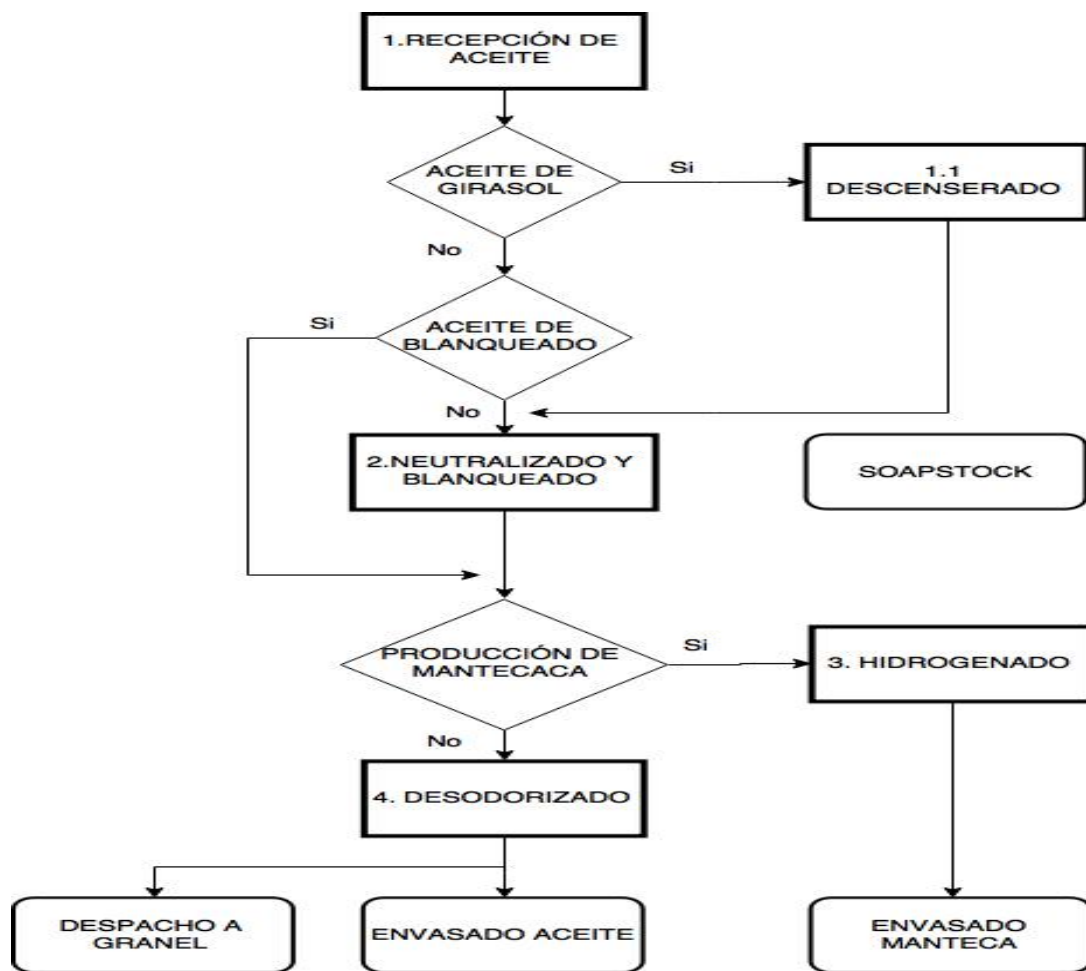 1.RECEPCIÓN DE
ACEITE
ACEITE DE
GIRASOL
Si
1.1
DESCENSERADO
No
Si
ACEITE DE
BLANQUEADO
No
2.NEUTRALIZADO Y
BLANQUEADO
SOAPSTOCK
PRODUCCIÓN DE
MANTECACA
Si
3. HIDROGENADO
No
4. DESODORIZADO
DESPACHO A
GRANEL
ENVASADO ACEITE
ENVASADO
MANTECA